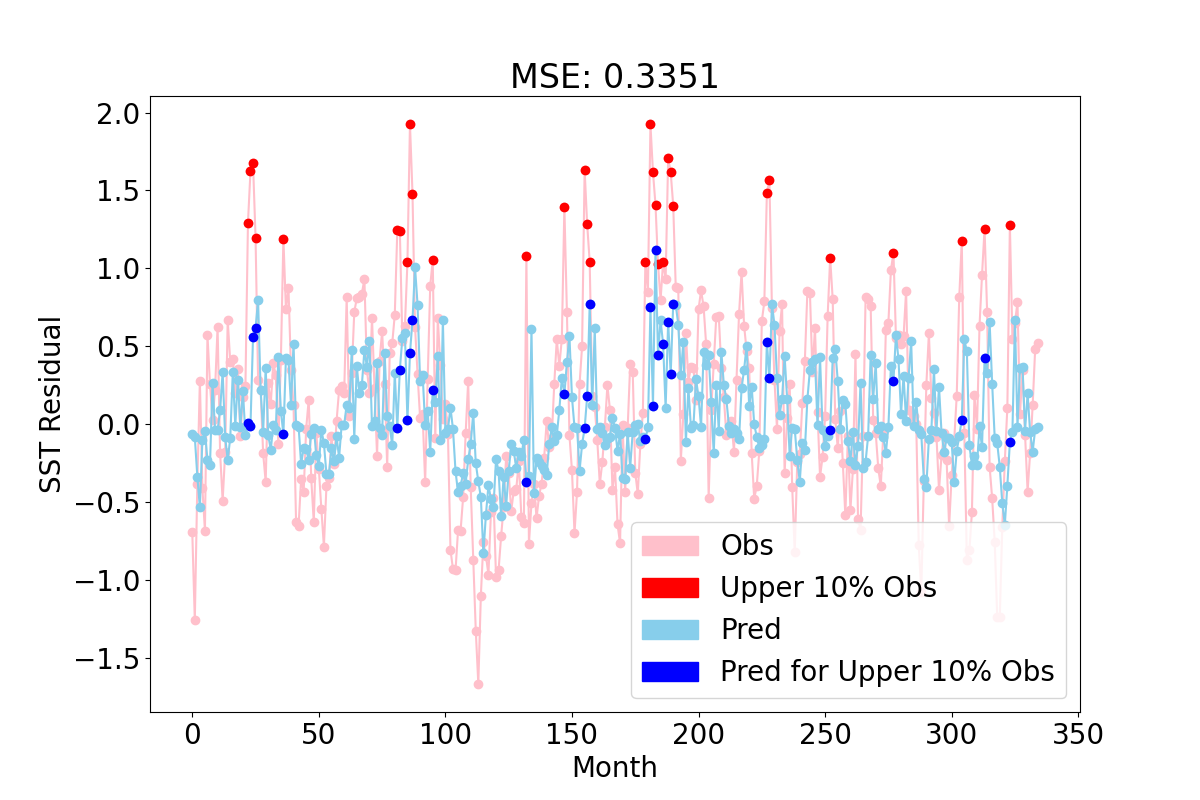 MSE: 0.3351
2.0
1.5
1.0
0.5
0.0
−0.5
−1.0
−1.5
SST Residual
Obs
Upper 10% Obs
Pred
Pred for Upper 10% Obs
0 50 100 150 200 250 300 350
Month